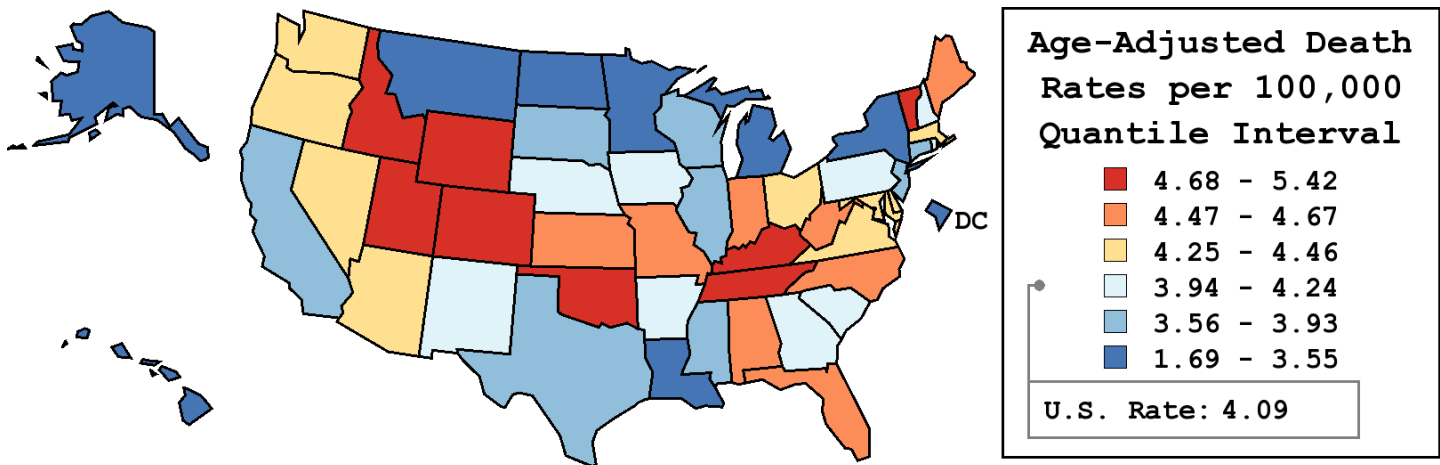 DC
Age-Adjusted Death
Rates per 100,000
Quantile Interval
4.68 - 5.42
4.47 - 4.67
4.25 - 4.46
3.94 - 4.24
3.56 - 3.93
1.69 - 3.55
U.S. Rate: 4.09